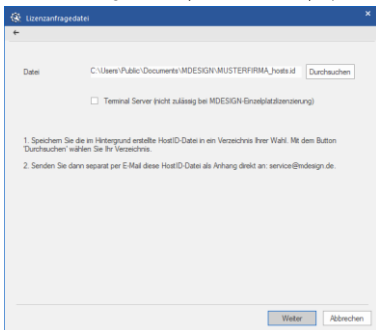 Lizenzanfragedatei
Datei
C:\Users\Public\Documents\MDESIGN\MUSTERFIRMA_hosts.id
Durchsuchen
Terminal Server (nicht zulässig bei MDESIGN-Einzelplatzlizenzierung)
1. Speichern Sie die im Hintergrund erstellte HostID-Datei in ein Verzeichnis Ihrer Wahl. Mit dem Button
'Durchsuchen' wählen Sie Ihr Verzeichnis.
2. Senden Sie dann separat per E-Mail diese HostID-Datei als Anhang direkt an: service@mdesign.de.
Weiter
Abbrechen